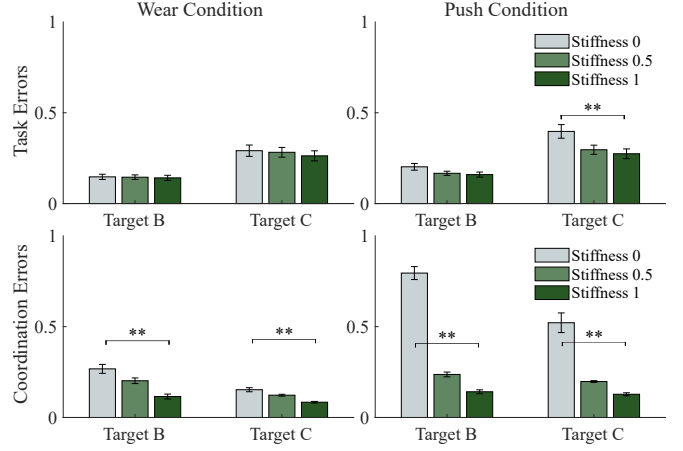 Wear Condition
Push Condition
Task Errors
1
0.5
0
Target B
Target C
1
0.5
0
Stiffness 0
Stiffness 0.5
Stiffness 1
**
Target B
Target C
Coordination Errors
1
0.5
0
**
**
Target B
Target C
1
0.5
0
Stiffness 0
Stiffness 0.5
Stiffness 1
**
**
Target B
Target C